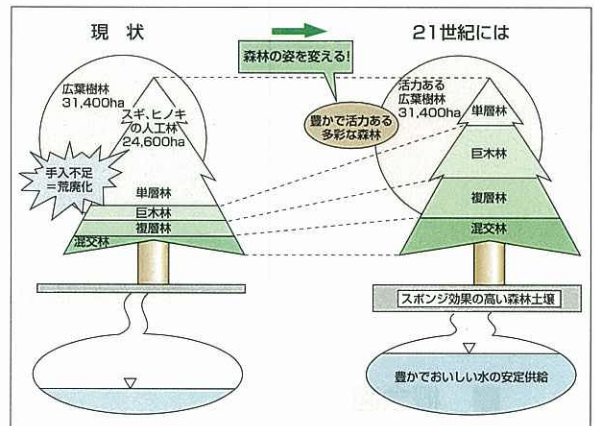 現 状
21世紀には
森林の姿を変える!
広葉樹林
31,400ha
スギ、ヒノキ
の人工林
24,600ha
手入不足
=荒廃化
単層林
巨木林
複層林
混交林
豊かで活力ある
多彩な森林
活力ある
広葉樹林
31,400ha
単層林
巨木林
複層林
混交林
スポンジ効果の高い森林土壌
豊かでおいしい水の安定供給